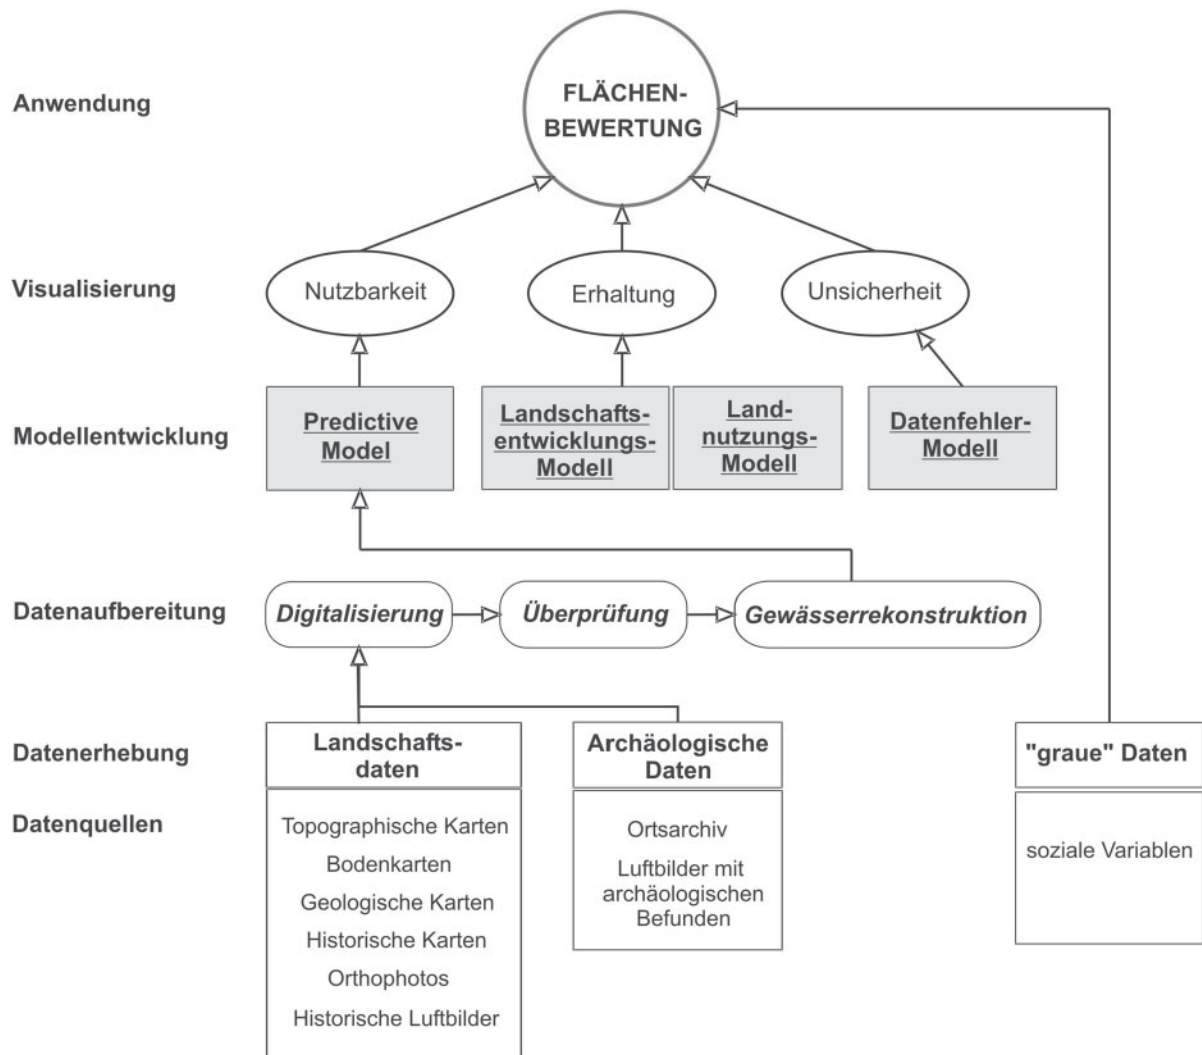 Anwendung
FLÄCHEN-
BEWERTUNG
Visualisierung
Nutzbarkeit
Erhaltung
Unsicherheit
Modellentwicklung
Predictive
Model
Landschafts-
entwicklungs-
Modell
Land-
nutzungs-
Modell
Datenfehler-
Modell
Datenaufbereitung
Digitalisierung
Überprüfung
Gewässerrekonstruktion
Datenerhebung
Landschafts-
daten
Archäologische
Daten
"graue" Daten
Datenquellen
Topographische Karten
Bodenkarten
Geologische Karten
Historische Karten
Orthophotos
Historische Luftbilder
Ortsarchiv
Luftbilder mit
archäologischen
Befunden
soziale Variablen